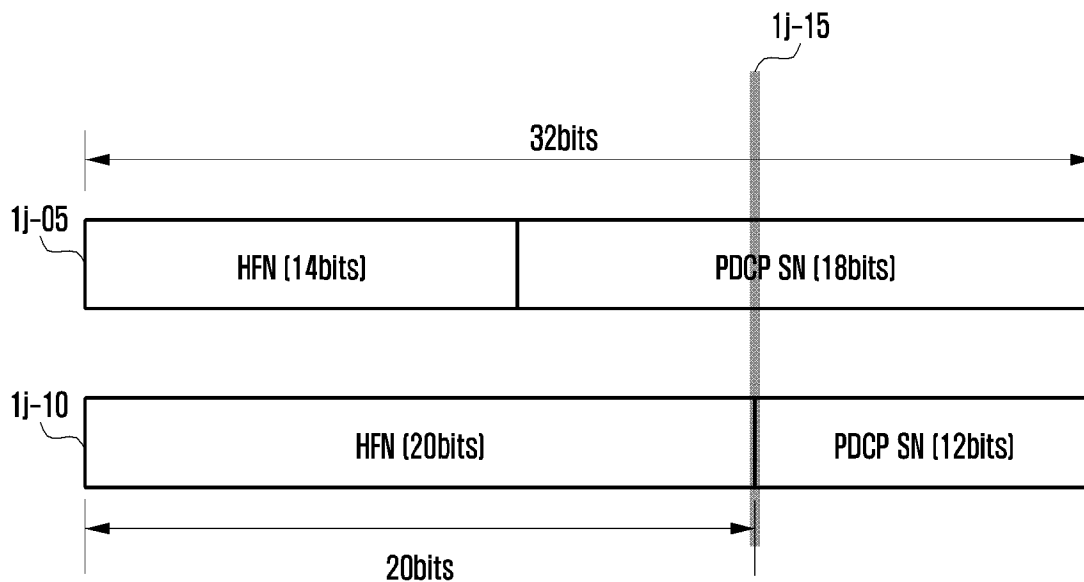 1j-15
32bits
1j-05
HFN (14bits)
PDCP SN (18bits)
1j-10
HFN (20bits)
PDCP SN (12bits)
20bits